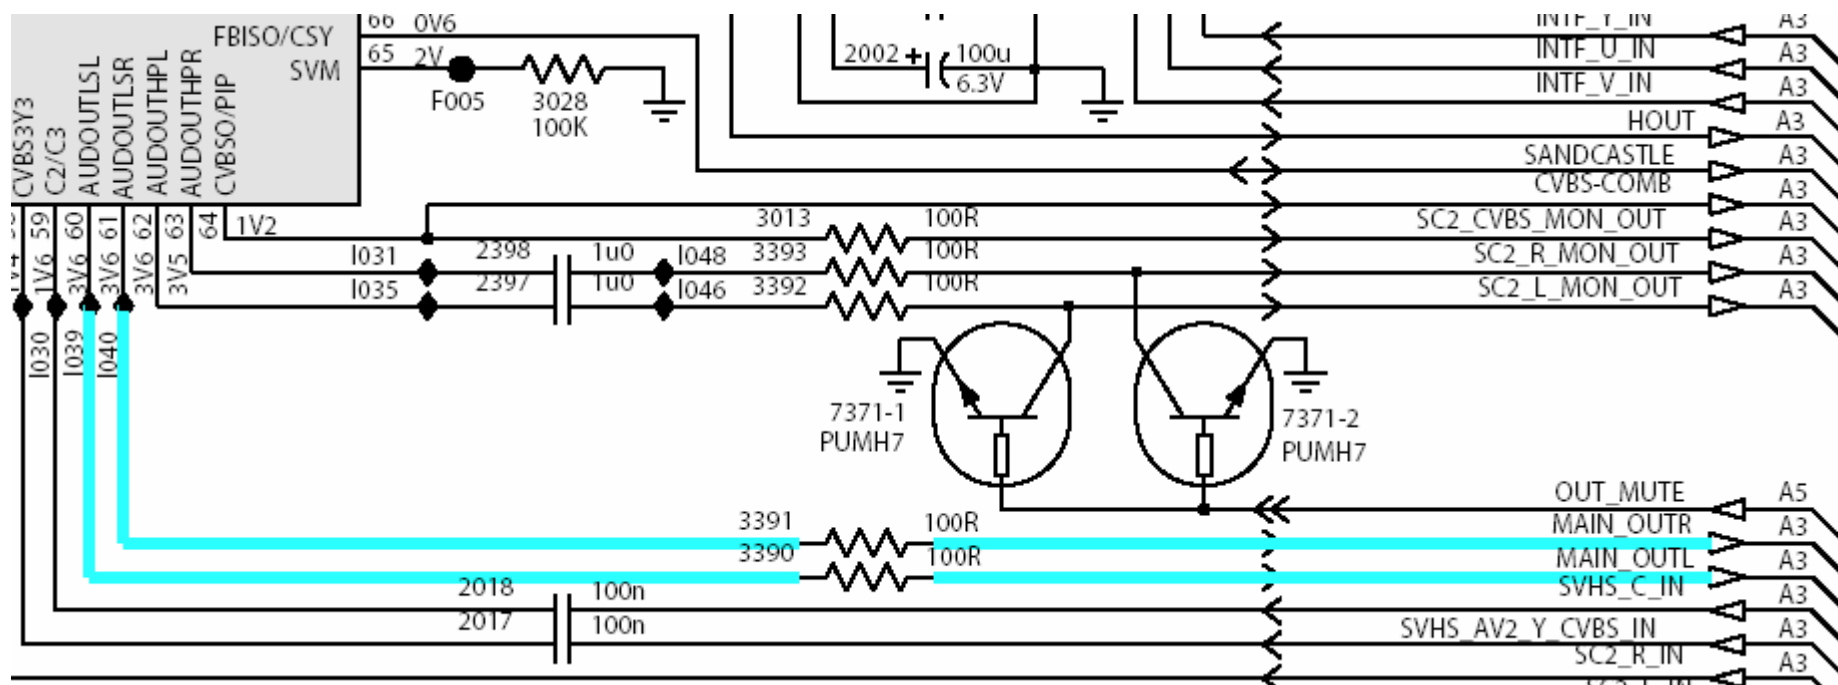 66 0V6
FBISO/CSY
65 2V
SVM
F005
3028
100K
2002 + 100u
6.3V
INTF_Y_IN A3
INTF_U_IN A3
INTF_V_IN A3
HOUT A3
SANDCASTLE A3
CVBS-COMB A3
SC2_CVBS_MON_OUT A3
SC2_R_MON_OUT A3
SC2_L_MON_OUT A3
CVBS3Y3
C2/C3
AUDOUTLSL
AUDOUTLSR
AUDOUTHPL
AUDOUTHPR
CVBSO/PIP
1V6 59
3V6 60
3V6 61
3V6 62
3V5 63
64
1V2
3013 100R
I031 2398 1u0 I048 3393 100R
I035 2397 1u0 I046 3392 100R
I030
I039
I040
7371-1
PUMH7
7371-2
PUMH7
OUT_MUTE A5
3391 100R MAIN_OUTR A3
3390 100R MAIN_OUTL A3
2018 100n SVHS_C_IN A3
2017 100n SVHS_AV2_Y_CVBS_IN A3
SC2_R_IN A3